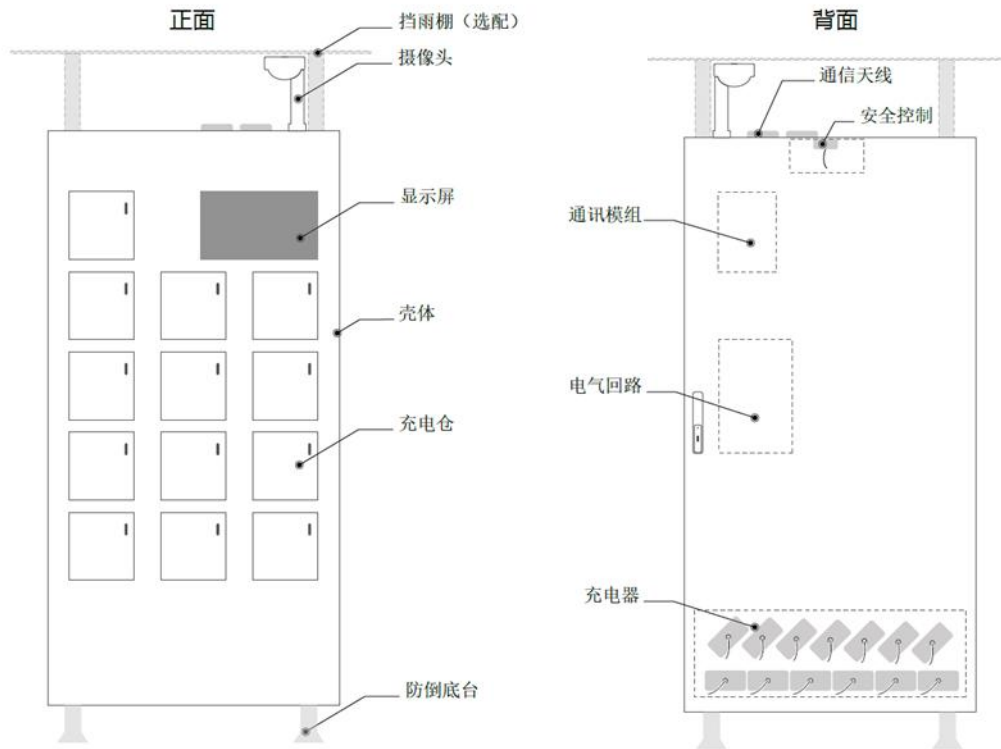 正面
挡雨棚（选配）
摄像头
显示屏
壳体
充电仓
防倒底台
背面
通信天线
安全控制
通讯模组
电气回路
充电器